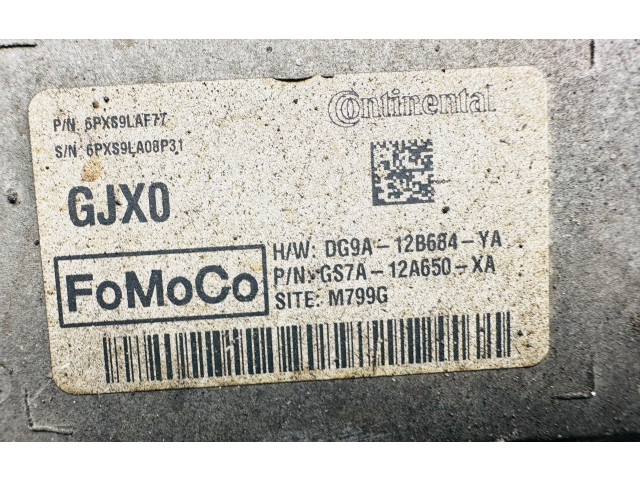 Continental
P/N 6PXS9LAF77
S/N 6PXS9LA08P31
GJX0
FoMoCo
H/W: DG9A-12B684-YA
P/N: GS7A-12A650-XA
SITE: M799G